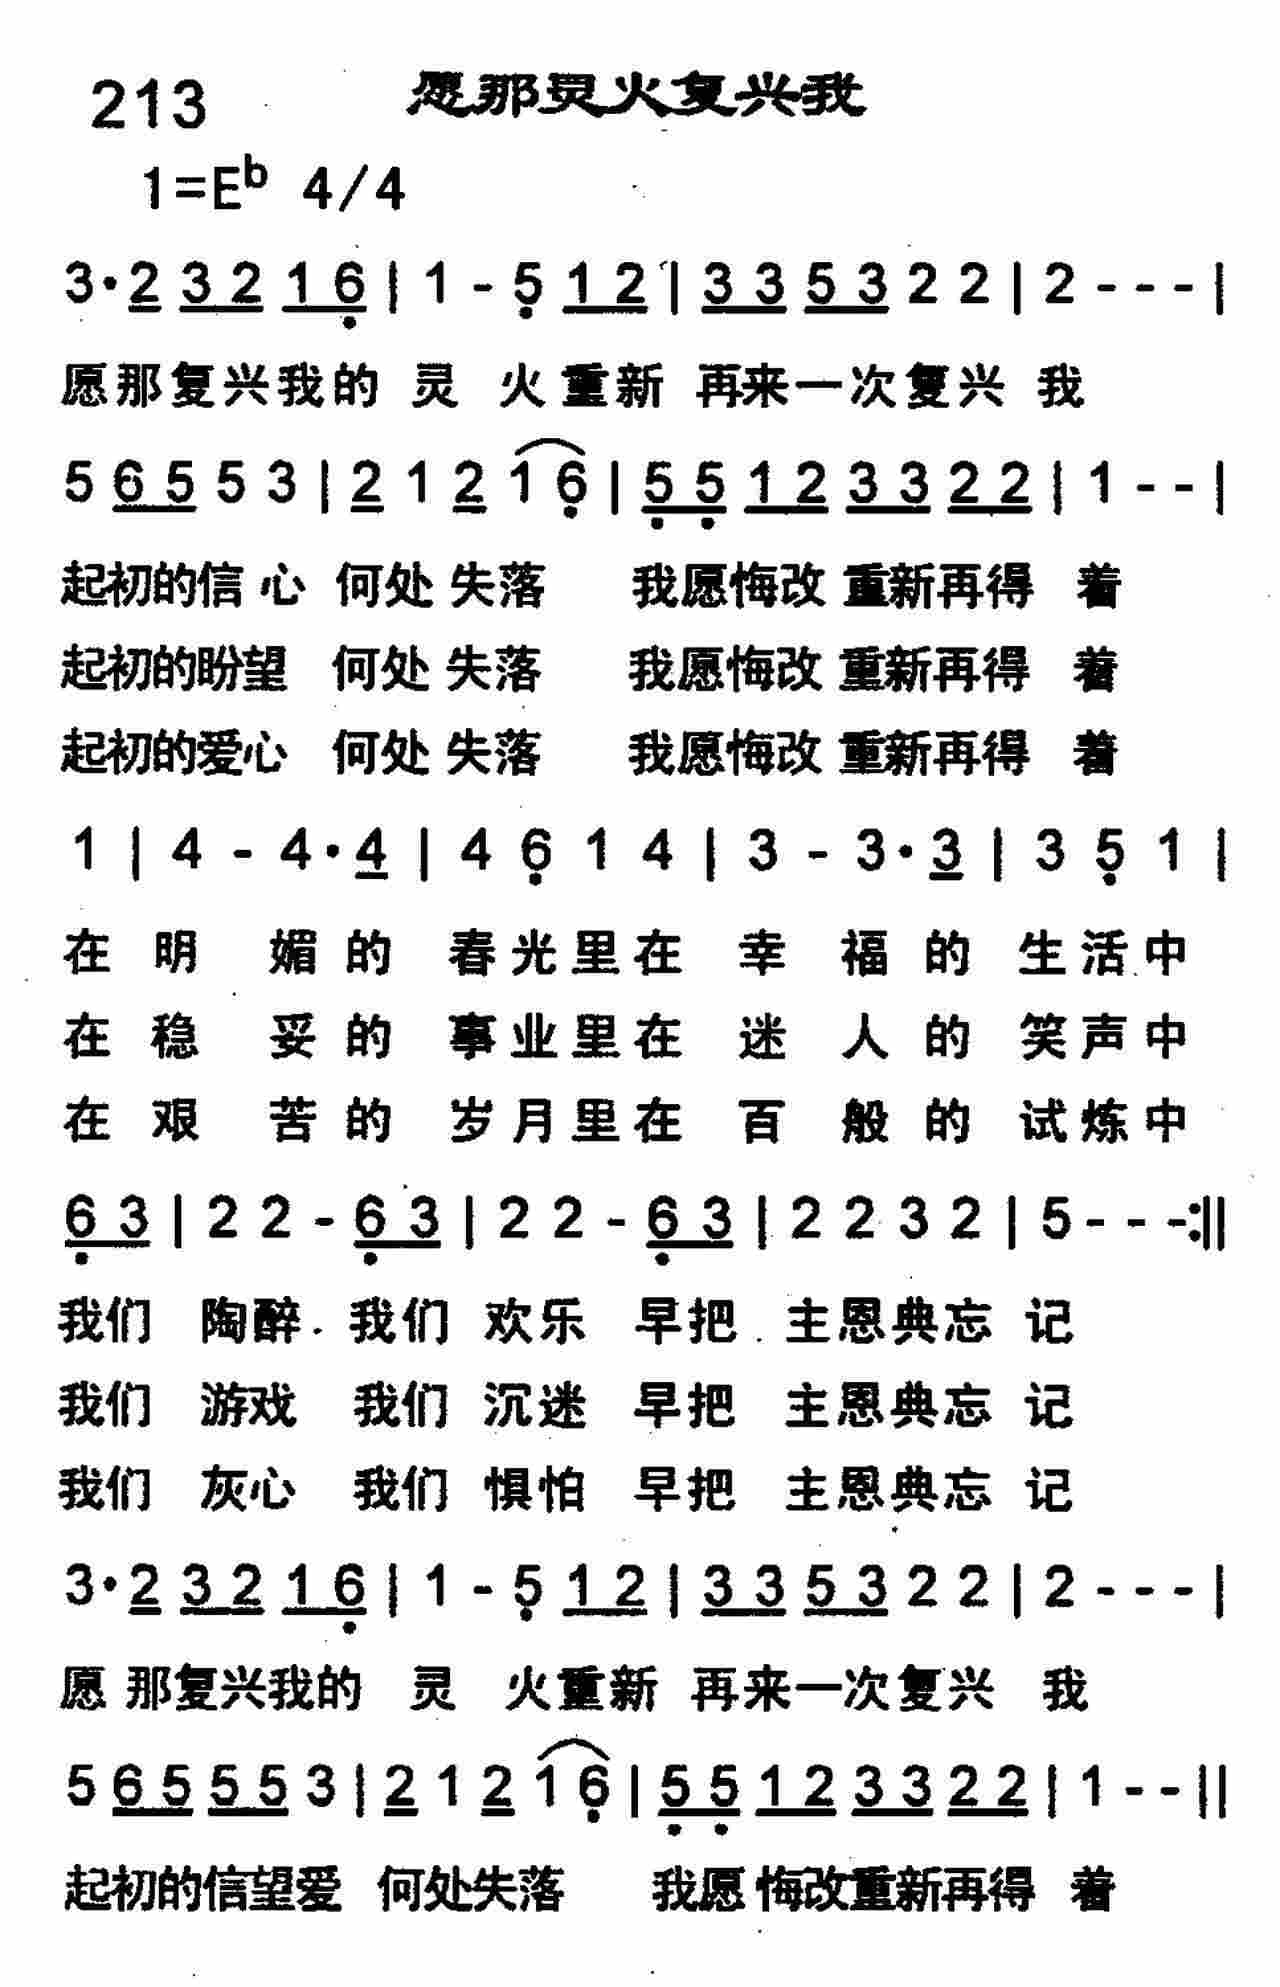 213 愿那灵火复兴我
1=Eb 4/4
3·2 3 2 1 6 | 1 - 5 1 2 | 3 3 5 3 2 2 | 2 - - - |
愿那复兴我的 灵 火重新 再来一次复兴 我
5 6 5 5 3 | 2 1 2 1 6 | 5 5 1 2 3 3 2 2 | 1 - - |
起初的信心 何处失落 我愿悔改重新再得 着
起初的盼望 何处失落 我愿悔改重新再得 着
起初的爱心 何处失落 我愿悔改重新再得 着
1 | 4 - 4·4 | 4 6 1 4 | 3 - 3·3 | 3 5 1 |
在 明 媚 的 春光里在 幸 福 的 生活中
在 稳 妥 的 事业里在 迷 人 的 笑声中
在 艰 苦 的 岁月里在 百 般 的 试炼中
6 3 | 2 2 - 6 3 | 2 2 - 6 3 | 2 2 3 2 | 5 - - - :||
我们 陶醉 我们 欢乐 早把 主恩典忘 记
我们 游戏 我们 沉迷 早把 主恩典忘 记
我们 灰心 我们 惧怕 早把 主恩典忘 记
3·2 3 2 1 6 | 1 - 5 1 2 | 3 3 5 3 2 2 | 2 - - - |
愿 那复兴我的 灵 火重新 再来一次复兴 我
5 6 5 5 5 3 | 2 1 2 1 6 | 5 5 1 2 3 3 2 2 | 1 - - ||
起初的信望爱 何处失落 我愿悔改重新再得 着